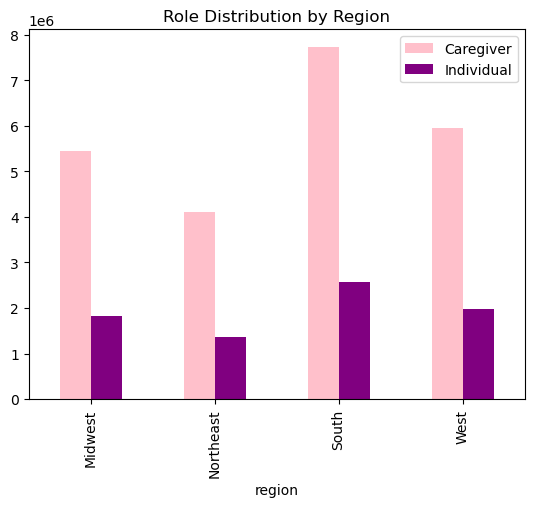 Role Distribution by Region
1e6
Caregiver
Individual
8
7
6
5
4
3
2
1
0
Midwest
Northeast
South
West
region